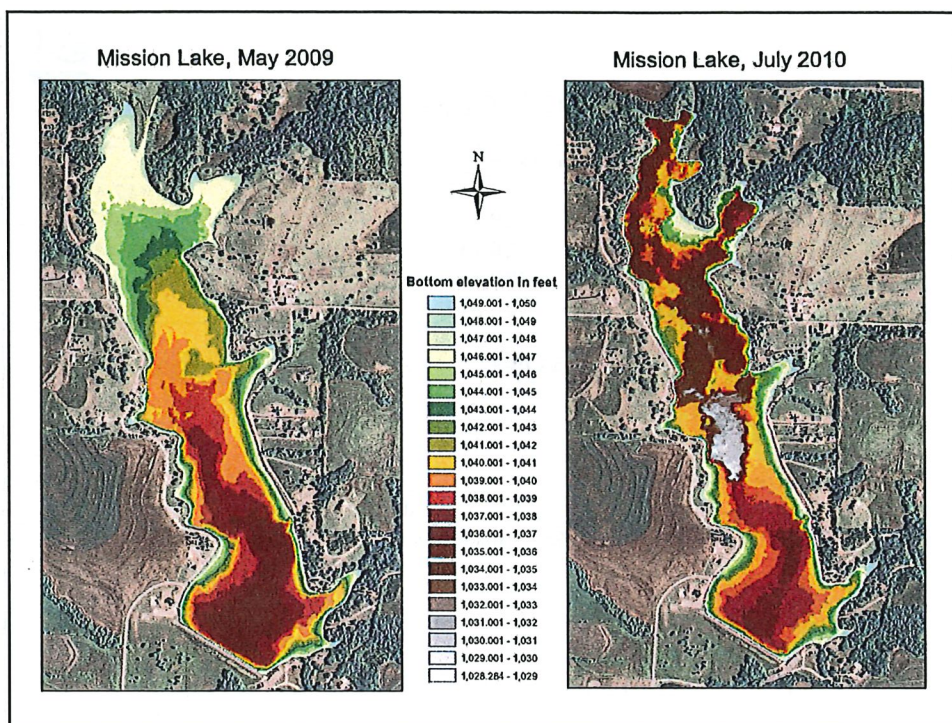 Mission Lake, May 2009
Mission Lake, July 2010
N
Bottom elevation in feet
1,049.001 - 1,050
1,048.001 - 1,049
1,047.001 - 1,048
1,046.001 - 1,047
1,045.001 - 1,046
1,044.001 - 1,045
1,043.001 - 1,044
1,042.001 - 1,043
1,041.001 - 1,042
1,040.001 - 1,041
1,039.001 - 1,040
1,038.001 - 1,039
1,037.001 - 1,038
1,036.001 - 1,037
1,035.001 - 1,036
1,034.001 - 1,035
1,033.001 - 1,034
1,032.001 - 1,033
1,031.001 - 1,032
1,030.001 - 1,031
1,029.001 - 1,030
1,028.284 - 1,029